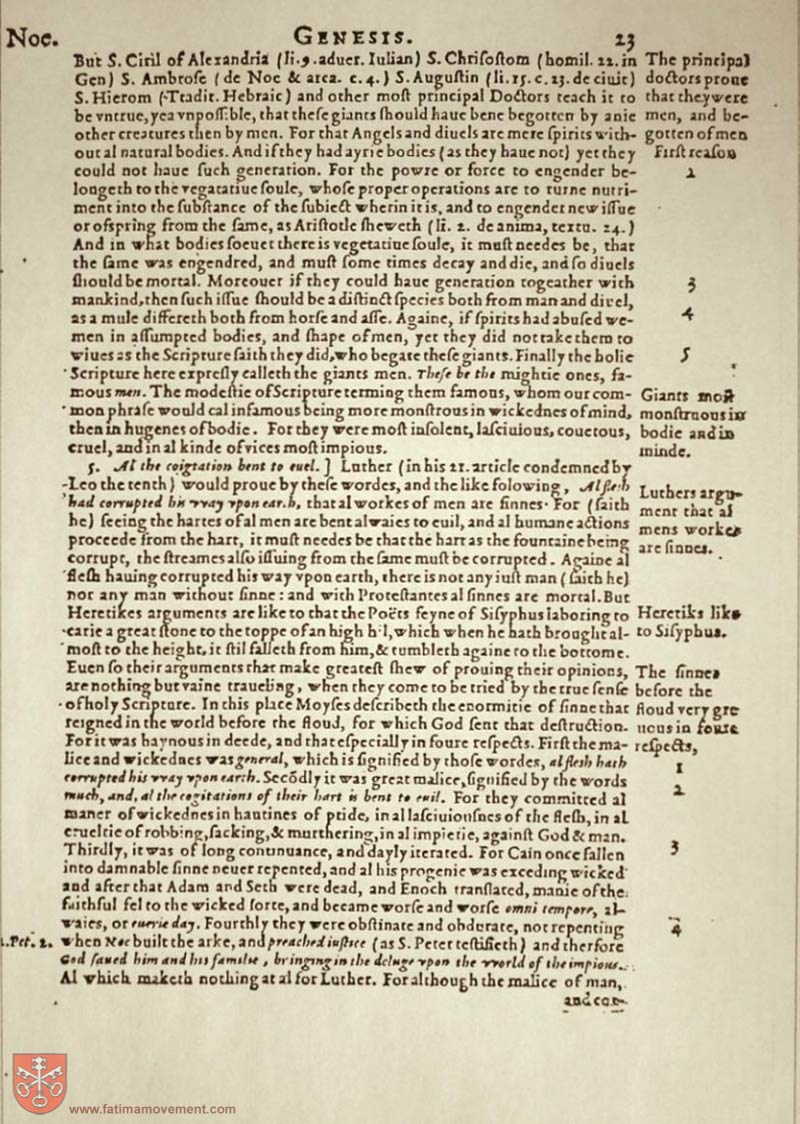 Noe.
GENESIS.
23
But S. Ciril of Alexandria (li. 9. aduer. Iulian) S. Chriſoſtom (homil. 22. in
Gen) S. Ambroſe (de Noe & arca. c. 4.) S. Auguſtin (li. 15. c. 23. de ciuit)
S. Hierom (Tradit. Hebraic) and other moſt principal Doctors teach it to
be vntrue, yea vnpoſſible, that theſe giants ſhould haue bene begotten by anie
other creatures then by men. For that Angels and diuels are mere ſpirits with-
out al natural bodies. And if they had ayrie bodies (as they haue not) yet they
could not haue ſuch generation. For the powre or force to engender be-
longeth to the vegatatiue ſoule, whoſe proper operations are to turne nutri-
ment into the ſubſtance of the ſubiect wherin it is, and to engender new iſſue
or ofspring from the ſame, as Ariſtotle ſheweth (li. 2. de anima, textu. 24.)
And in what bodies ſoeuer there is vegetatiue ſoule, it muſt needes be, that
the ſame was engendred, and muſt ſome times decay and die, and ſo diuels
ſhould be mortal. Moreouer if they could haue generation togeather with
mankind, then ſuch iſſue ſhould be a diſtinct ſpecies both from man and divel,
as a mule differeth both from horſe and aſſe. Againe, if ſpirits had abuſed we-
men in aſſumpted bodies, and ſhape of men, yet they did not take them to
wiues as the Scripture ſaith they did, who begate theſe giants. Finally the holie
Scripture here expreſly calleth the giants men. Theſe be the mightie ones, fa-
mous men. The modeſtie of Scripture terming them famous, whom our com-
mon phraſe would cal infamous being more monſtrous in wickednes of mind,
then in hugenes of bodie. For they were moſt inſolent, laſciuious, couetous,
cruel, and in al kinde of vices moſt impious.
The principal
doctors proue
that they were
men, and be-
gotten of men
Firſt reaſon
2
3
4
5
Giants moſt
monſtruous in
bodie and in
minde.
5. Al the coigtation bent to euel. ] Luther (in his 21. article condemned by
Leo the tenth) would proue by theſe wordes, and the like folowing, Al fleſh
had corrupted his way vpon earth, that al workes of men are ſinnes. For (ſaith
he) ſeeing the hartes of al men are bent alwaies to euil, and al humane actions
proceede from the hart, it muſt needes be that the hart as the fountaine being
corrupt, the ſtreames alſo iſſuing from the ſame muſt be corrupted. Againe al
fleſh hauing corrupted his way vpon earth, there is not any iuſt man (ſaith he)
nor any man without ſinne: and with Proteſtantes al ſinnes are mortal. But
Heretikes arguments are like to that the Poëts feyne of Siſyphus laboring to
carie a great ſtone to the toppe of an high hil, which when he hath brought al-
moſt to the height, it ſtil falleth from him, & tumbleth againe to the bottome.
Euen ſo their arguments that make greateſt ſhew of prouing their opinions,
are nothing but vaine traueling, when they come to be tried by the true ſenſe
of holy Scripture. In this place Moyſes deſcribeth the enormitie of ſinne that
reigned in the world before the floud, for which God ſent that deſtruction.
For it was haynous in deede, and that eſpecially in foure reſpects. Firſt the ma-
lice and wickednes was general, which is ſignified by thoſe wordes, al fleſh hath
corrupted his way vpon earth. Secōdly it was great malice, ſignified by the words
much, and, al the cogitations of their hart is bent to euil. For they committed al
maner of wickednes in hautines of pride, in al laſciuiouſnes of the fleſh, in al
crueltie of robbing, ſacking, & murthering, in al impietie, againſt God & man.
Thirdly, it was of long continuance, and dayly iterated. For Cain once fallen
into damnable ſinne neuer repented, and al his progenie was exceding wicked
and after that Adam and Seth were dead, and Enoch tranſlated, manie of the
faithful fel to the wicked ſorte, and became worſe and worſe omni tempore, al-
waies, or euerie day. Fourthly they were obſtinate and obdurate, not repenting
when Noe built the arke, and preached iuſtice (as S. Peter teſtifieth) and therfore
God ſaued him and his familie, bringing in the deluge vpon the world of the impious.
Al which maketh nothing at al for Luther. For although the malice of man,
Luthers argu-
ment that al
mens workes
are ſinnes.
Heretiks like
to Siſyphus.
The ſinnes
before the
floud very gre
uous in foure
reſpects,
1
2
3
4
1. Pet. 2.
and con-
www.fatimamovement.com